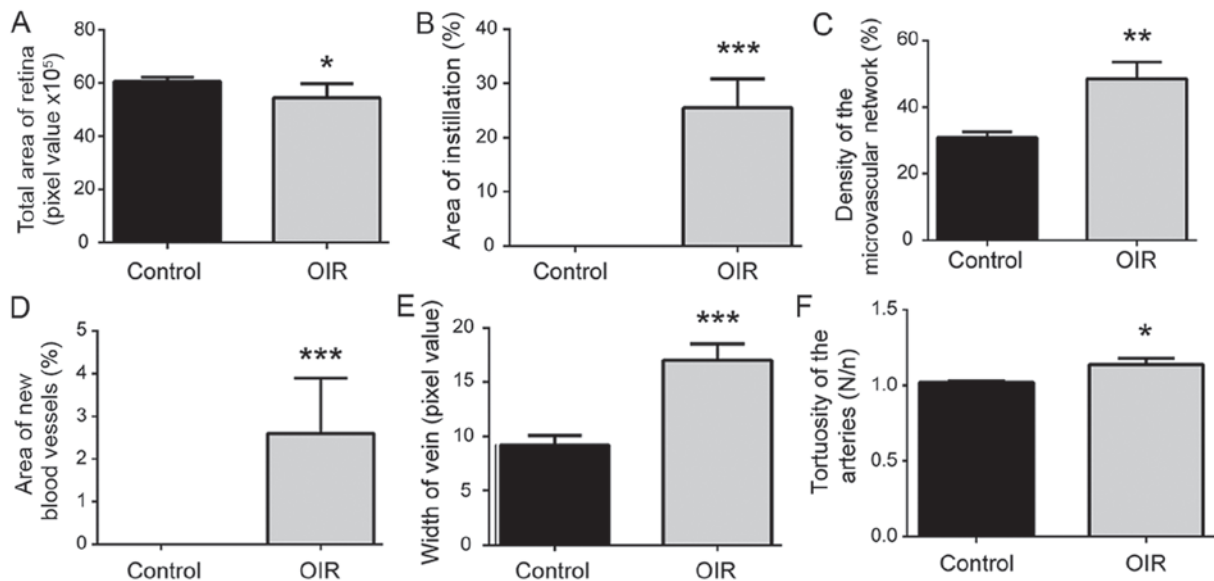 A
Total area of retina
(pixel value x10⁵)
80
60
40
20
0
*
Control
OIR
B
Area of instillation (%)
40
30
20
10
0
***
Control
OIR
C
Density of the
microvascular network (%)
60
40
20
0
**
Control
OIR
D
Area of new
blood vessels (%)
5
4
3
2
1
0
***
Control
OIR
E
Width of vein (pixel value)
20
15
10
5
0
***
Control
OIR
F
Tortuosity of the
arteries (N/n)
1.5
1.0
0.5
0.0
*
Control
OIR